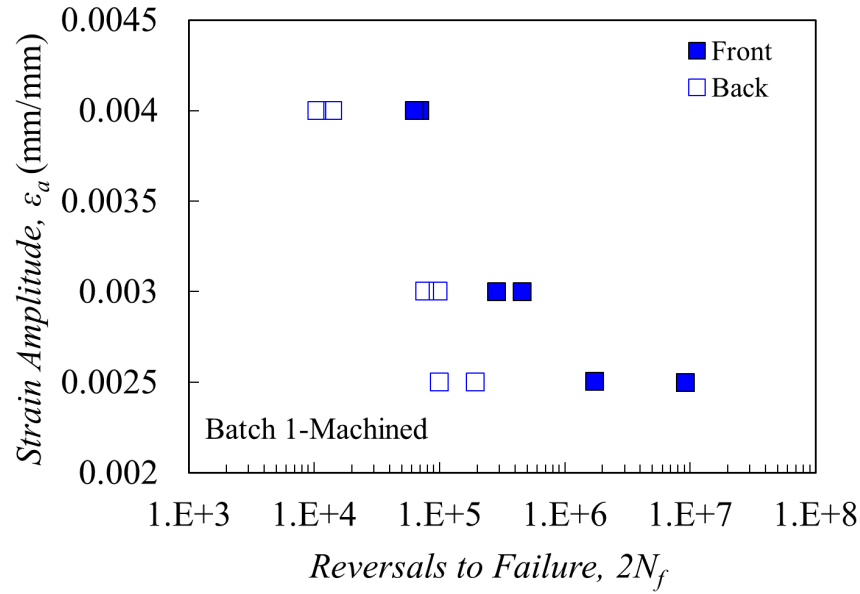 Strain Amplitude, εa (mm/mm)
0.0045
0.004
0.0035
0.003
0.0025
0.002
Front
Back
Batch 1-Machined
1.E+3 1.E+4 1.E+5 1.E+6 1.E+7 1.E+8
Reversals to Failure, 2Nf